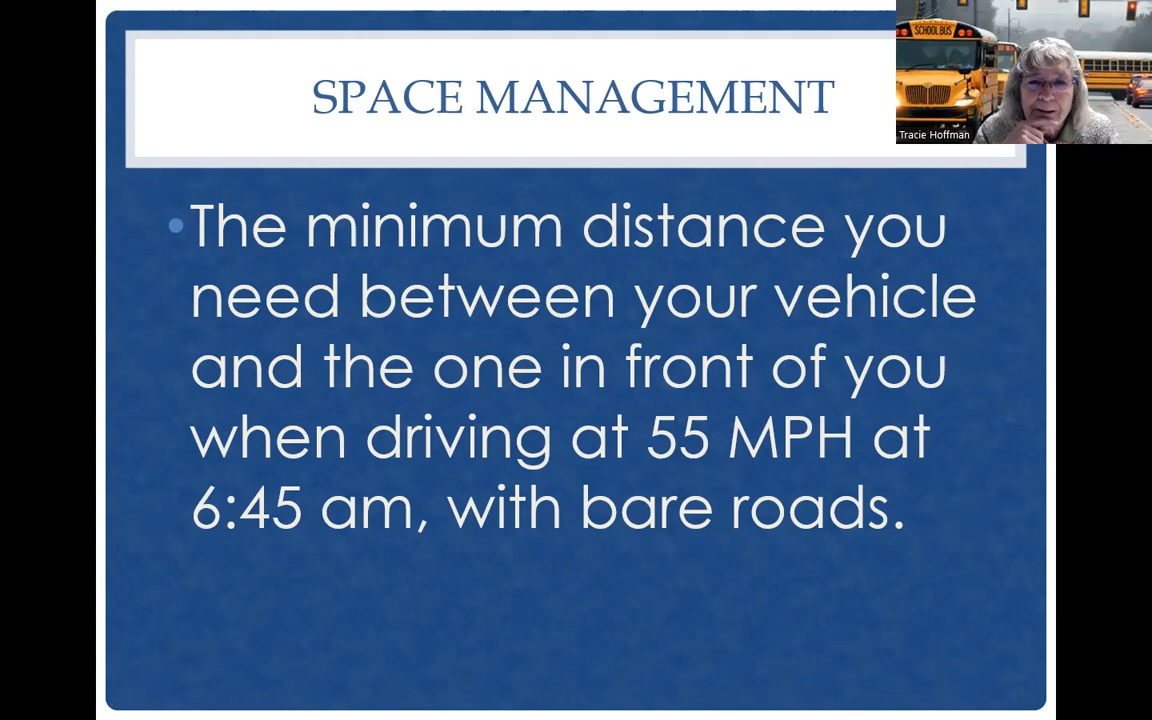 SPACE MANAGEMENT
SCHOOL BUS
Tracie Hoffman
•The minimum distance you
need between your vehicle
and the one in front of you
when driving at 55 MPH at
6:45 am, with bare roads.